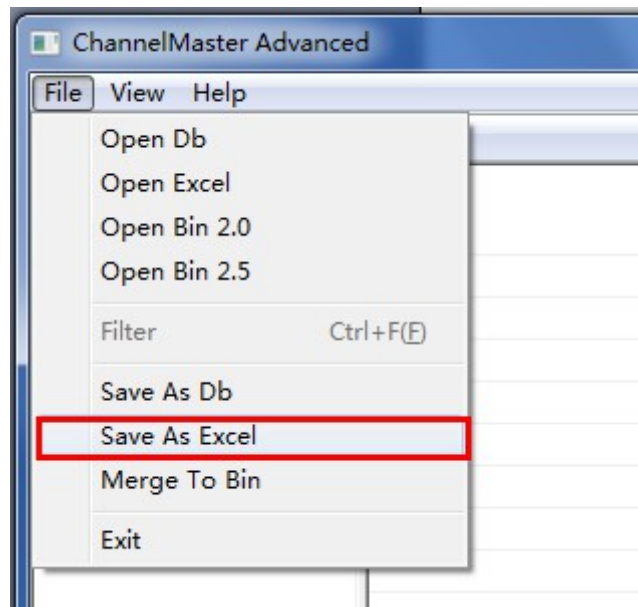 ChannelMaster Advanced
File View Help
Open Db
Open Excel
Open Bin 2.0
Open Bin 2.5
Filter Ctrl+F(F)
Save As Db
Save As Excel
Merge To Bin
Exit